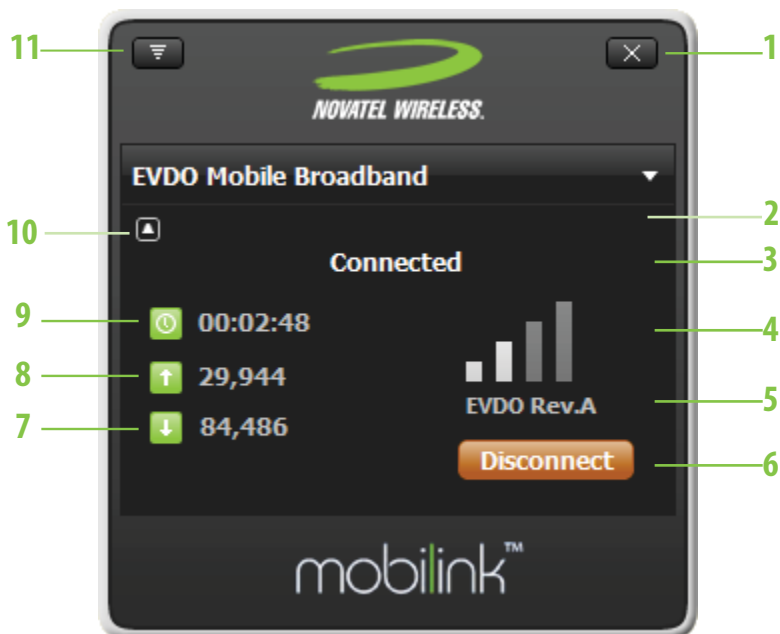 11
1
NOVATEL WIRELESS.
EVDO Mobile Broadband
2
10
Connected
3
9
00:02:48
4
8
29,944
EVDO Rev.A
5
7
84,486
Disconnect
6
mobilink™